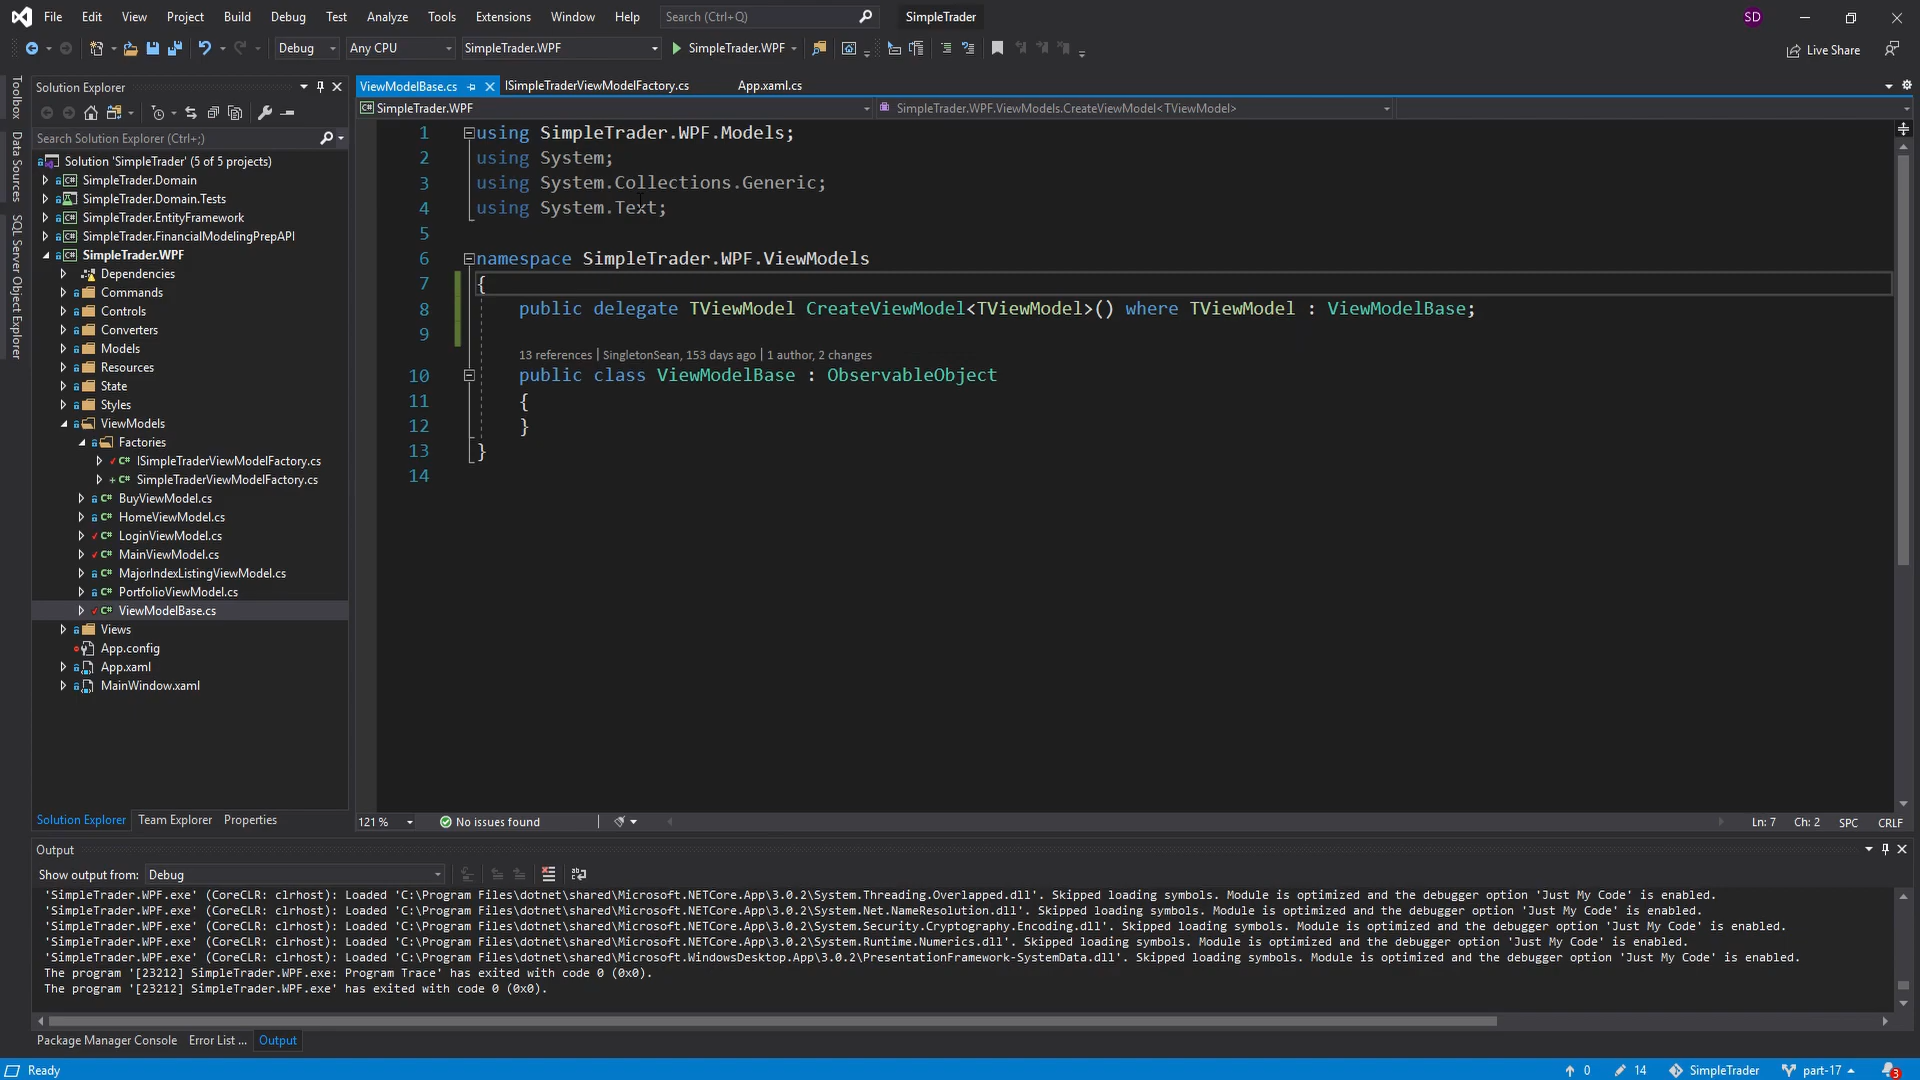 File Edit View Project Build Debug Test Analyze Tools Extensions Window Help Search (Ctrl+Q) SimpleTrader SD
Debug Any CPU SimpleTrader.WPF SimpleTrader.WPF Live Share
Toolbox
Data Sources
SQL Server Object Explorer
Solution Explorer
Search Solution Explorer (Ctrl+;)
Solution 'SimpleTrader' (5 of 5 projects)
SimpleTrader.Domain
SimpleTrader.Domain.Tests
SimpleTrader.EntityFramework
SimpleTrader.FinancialModelingPrepAPI
SimpleTrader.WPF
Dependencies
Commands
Controls
Converters
Models
Resources
State
Styles
ViewModels
Factories
C# ISimpleTraderViewModelFactory.cs
C# SimpleTraderViewModelFactory.cs
C# BuyViewModel.cs
C# HomeViewModel.cs
C# LoginViewModel.cs
C# MainViewModel.cs
C# MajorIndexListingViewModel.cs
C# PortfolioViewModel.cs
C# ViewModelBase.cs
Views
App.config
App.xaml
MainWindow.xaml
Solution Explorer Team Explorer Properties
ViewModelBase.cs ISimpleTraderViewModelFactory.cs App.xaml.cs
SimpleTrader.WPF SimpleTrader.WPF.ViewModels.CreateViewModel<TViewModel>
1 using SimpleTrader.WPF.Models;
2 using System;
3 using System.Collections.Generic;
4 using System.Text;
5
6 namespace SimpleTrader.WPF.ViewModels
7 {
8 public delegate TViewModel CreateViewModel<TViewModel>() where TViewModel : ViewModelBase;
9
13 references | SingletonSean, 153 days ago | 1 author, 2 changes
10 public class ViewModelBase : ObservableObject
11 {
12 }
13 }
14
121 % No issues found Ln: 7 Ch: 2 SPC CRLF
Output
Show output from: Debug
'SimpleTrader.WPF.exe' (CoreCLR: clrhost): Loaded 'C:\Program Files\dotnet\shared\Microsoft.NETCore.App\3.0.2\System.Threading.Overlapped.dll'. Skipped loading symbols. Module is optimized and the debugger option 'Just My Code' is enabled.
'SimpleTrader.WPF.exe' (CoreCLR: clrhost): Loaded 'C:\Program Files\dotnet\shared\Microsoft.NETCore.App\3.0.2\System.Net.NameResolution.dll'. Skipped loading symbols. Module is optimized and the debugger option 'Just My Code' is enabled.
'SimpleTrader.WPF.exe' (CoreCLR: clrhost): Loaded 'C:\Program Files\dotnet\shared\Microsoft.NETCore.App\3.0.2\System.Security.Cryptography.Encoding.dll'. Skipped loading symbols. Module is optimized and the debugger option 'Just My Code' is enabled.
'SimpleTrader.WPF.exe' (CoreCLR: clrhost): Loaded 'C:\Program Files\dotnet\shared\Microsoft.NETCore.App\3.0.2\System.Runtime.Numerics.dll'. Skipped loading symbols. Module is optimized and the debugger option 'Just My Code' is enabled.
'SimpleTrader.WPF.exe' (CoreCLR: clrhost): Loaded 'C:\Program Files\dotnet\shared\Microsoft.WindowsDesktop.App\3.0.2\PresentationFramework-SystemData.dll'. Skipped loading symbols. Module is optimized and the debugger option 'Just My Code' is enabled.
The program '[23212] SimpleTrader.WPF.exe: Program Trace' has exited with code 0 (0x0).
The program '[23212] SimpleTrader.WPF.exe' has exited with code 0 (0x0).
Package Manager Console Error List ... Output
Ready 0 14 SimpleTrader part-17 3